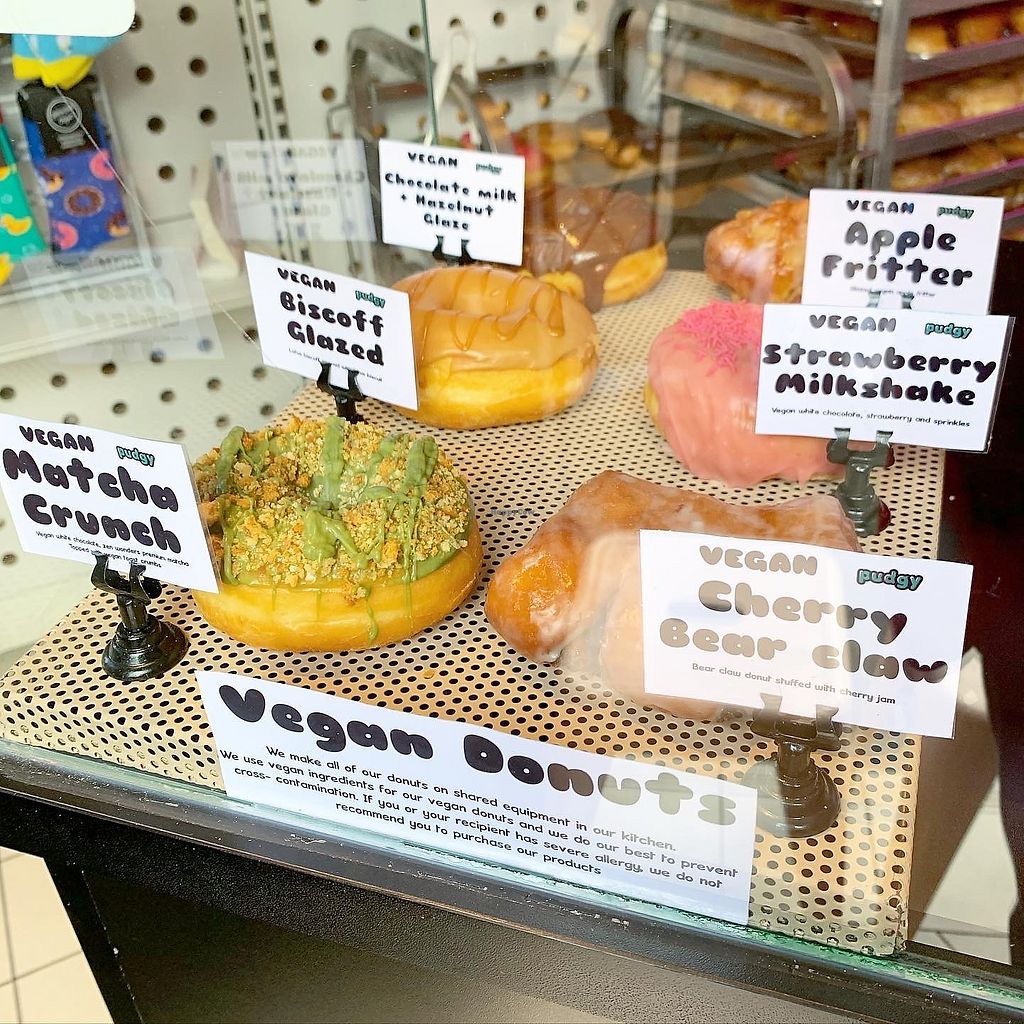 VEGAN pudgy
Chocolate milk
+ Hazelnut
Glaze
VEGAN pudgy
Apple
Fritter
VEGAN pudgy
Biscoff
Glazed
VEGAN pudgy
Strawberry
Milkshake
Vegan white chocolate, strawberry and sprinkles
VEGAN pudgy
Matcha
Crunch
Vegan white chocolate, zen wonders premium matcha
Topped with vegan toast crumbs
VEGAN pudgy
Cherry
Bear claw
Bear claw donut stuffed with cherry jam
Vegan Donuts
We make all of our donuts on shared equipment in our kitchen.
We use vegan ingredients for our vegan donuts and we do our best to prevent
cross- contamination. If you or your recipient has severe allergy, we do not
recommend you to purchase our products